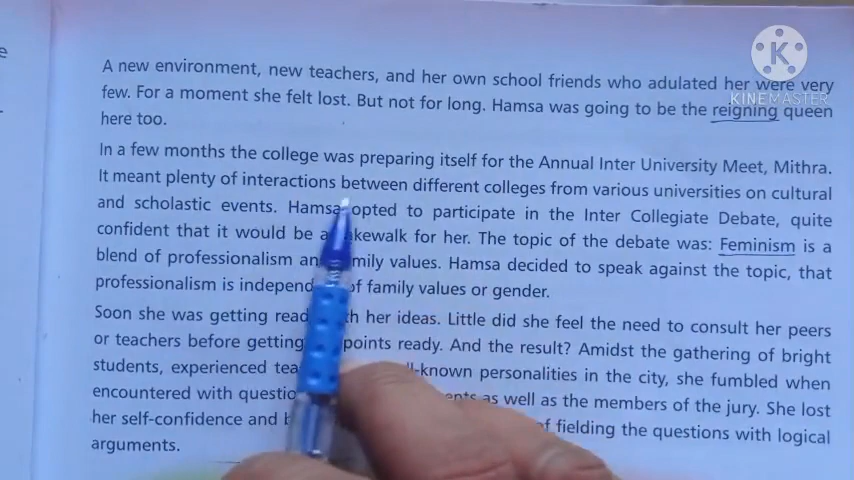 A new environment, new teachers, and her own school friends who adulated her were very
few. For a moment she felt lost. But not for long. Hamsa was going to be the reigning queen
here too.
In a few months the college was preparing itself for the Annual Inter University Meet, Mithra.
It meant plenty of interactions between different colleges from various universities on cultural
and scholastic events. Hamsa opted to participate in the Inter Collegiate Debate, quite
confident that it would be a cakewalk for her. The topic of the debate was: Feminism is a
blend of professionalism and family values. Hamsa decided to speak against the topic, that
professionalism is independent of family values or gender.
Soon she was getting ready with her ideas. Little did she feel the need to consult her peers
or teachers before getting points ready. And the result? Amidst the gathering of bright
students, experienced well-known personalities in the city, she fumbled when
encountered with as well as the members of the jury. She lost
her self-confidence and of fielding the questions with logical
arguments.
KINEMASTER